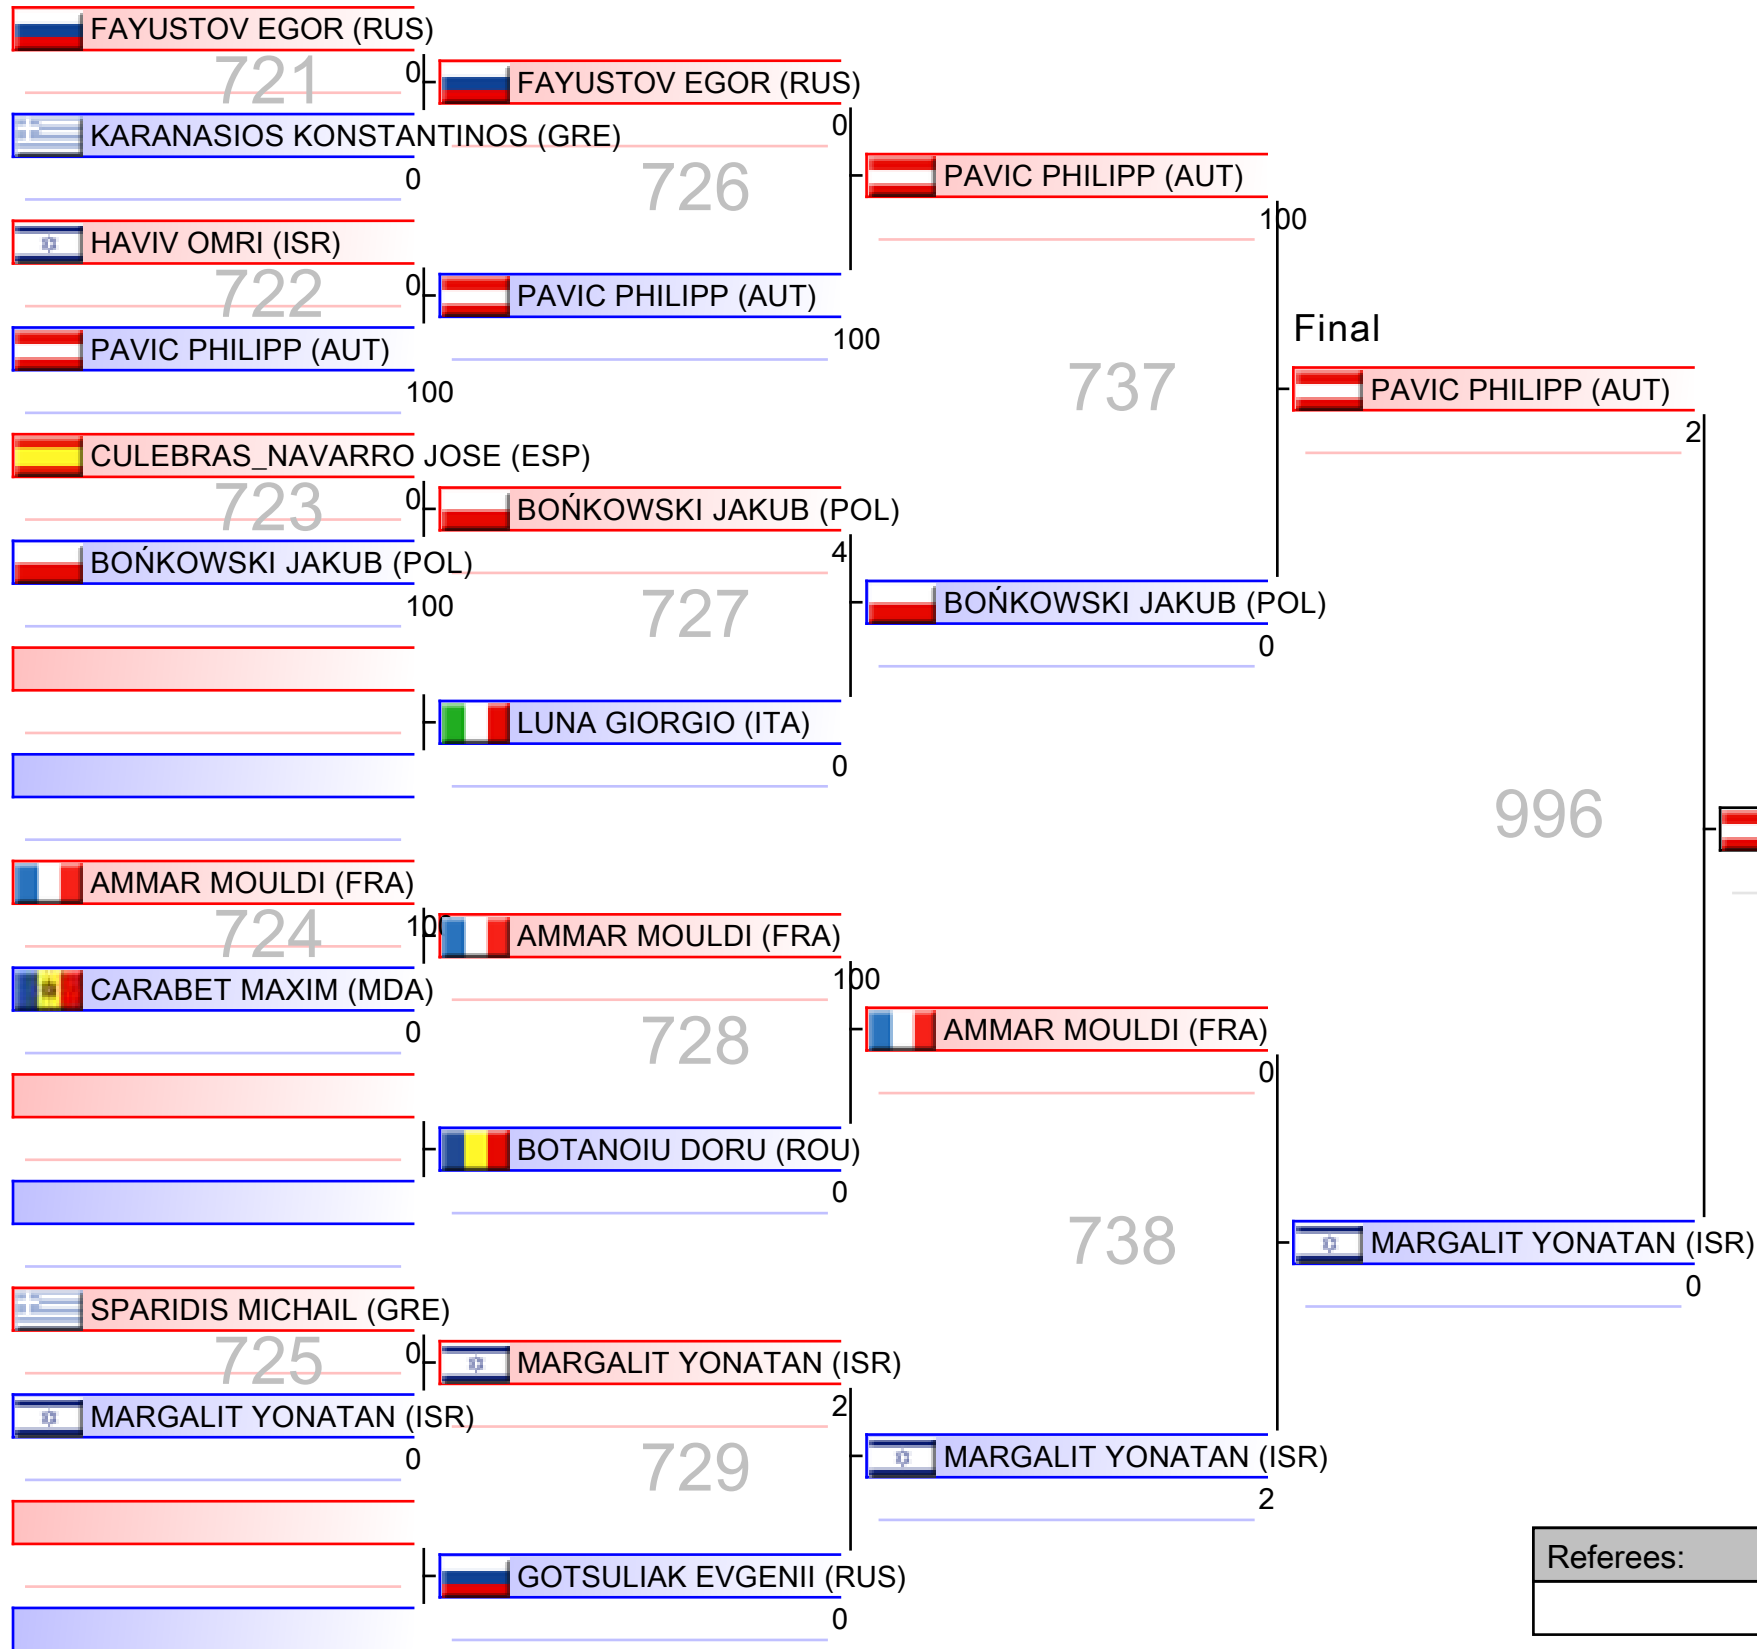 FAYUSTOV EGOR (RUS)
721
0
KARANASIOS KONSTANTINOS (GRE)
0
HAVIV OMRI (ISR)
722
0
PAVIC PHILIPP (AUT)
100
CULEBRAS_NAVARRO JOSE (ESP)
723
0
BOŃKOWSKI JAKUB (POL)
100
AMMAR MOULDI (FRA)
724
100
CARABET MAXIM (MDA)
0
SPARIDIS MICHAIL (GRE)
725
0
MARGALIT YONATAN (ISR)
0
FAYUSTOV EGOR (RUS)
0
726
PAVIC PHILIPP (AUT)
100
BOŃKOWSKI JAKUB (POL)
4
727
LUNA GIORGIO (ITA)
0
AMMAR MOULDI (FRA)
100
728
BOTANOIU DORU (ROU)
0
MARGALIT YONATAN (ISR)
2
729
GOTSULIAK EVGENII (RUS)
0
PAVIC PHILIPP (AUT)
100
737
BOŃKOWSKI JAKUB (POL)
0
AMMAR MOULDI (FRA)
0
738
MARGALIT YONATAN (ISR)
2
Final
PAVIC PHILIPP (AUT)
2
996
MARGALIT YONATAN (ISR)
0
Referees: